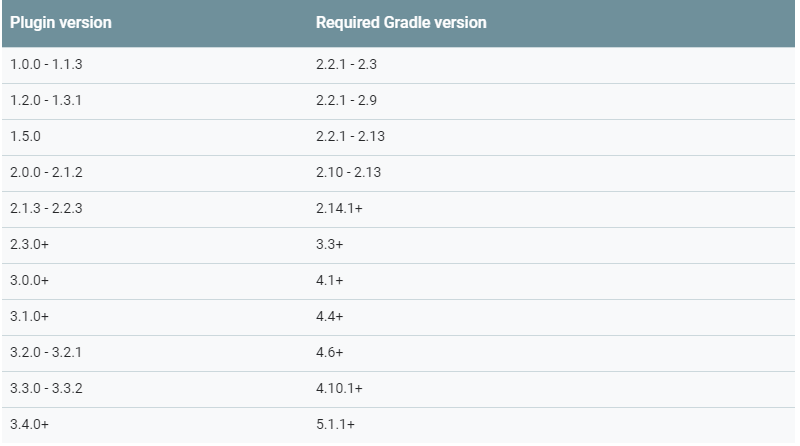 Plugin version Required Gradle version
1.0.0 - 1.1.3 2.2.1 - 2.3
1.2.0 - 1.3.1 2.2.1 - 2.9
1.5.0 2.2.1 - 2.13
2.0.0 - 2.1.2 2.10 - 2.13
2.1.3 - 2.2.3 2.14.1+
2.3.0+ 3.3+
3.0.0+ 4.1+
3.1.0+ 4.4+
3.2.0 - 3.2.1 4.6+
3.3.0 - 3.3.2 4.10.1+
3.4.0+ 5.1.1+